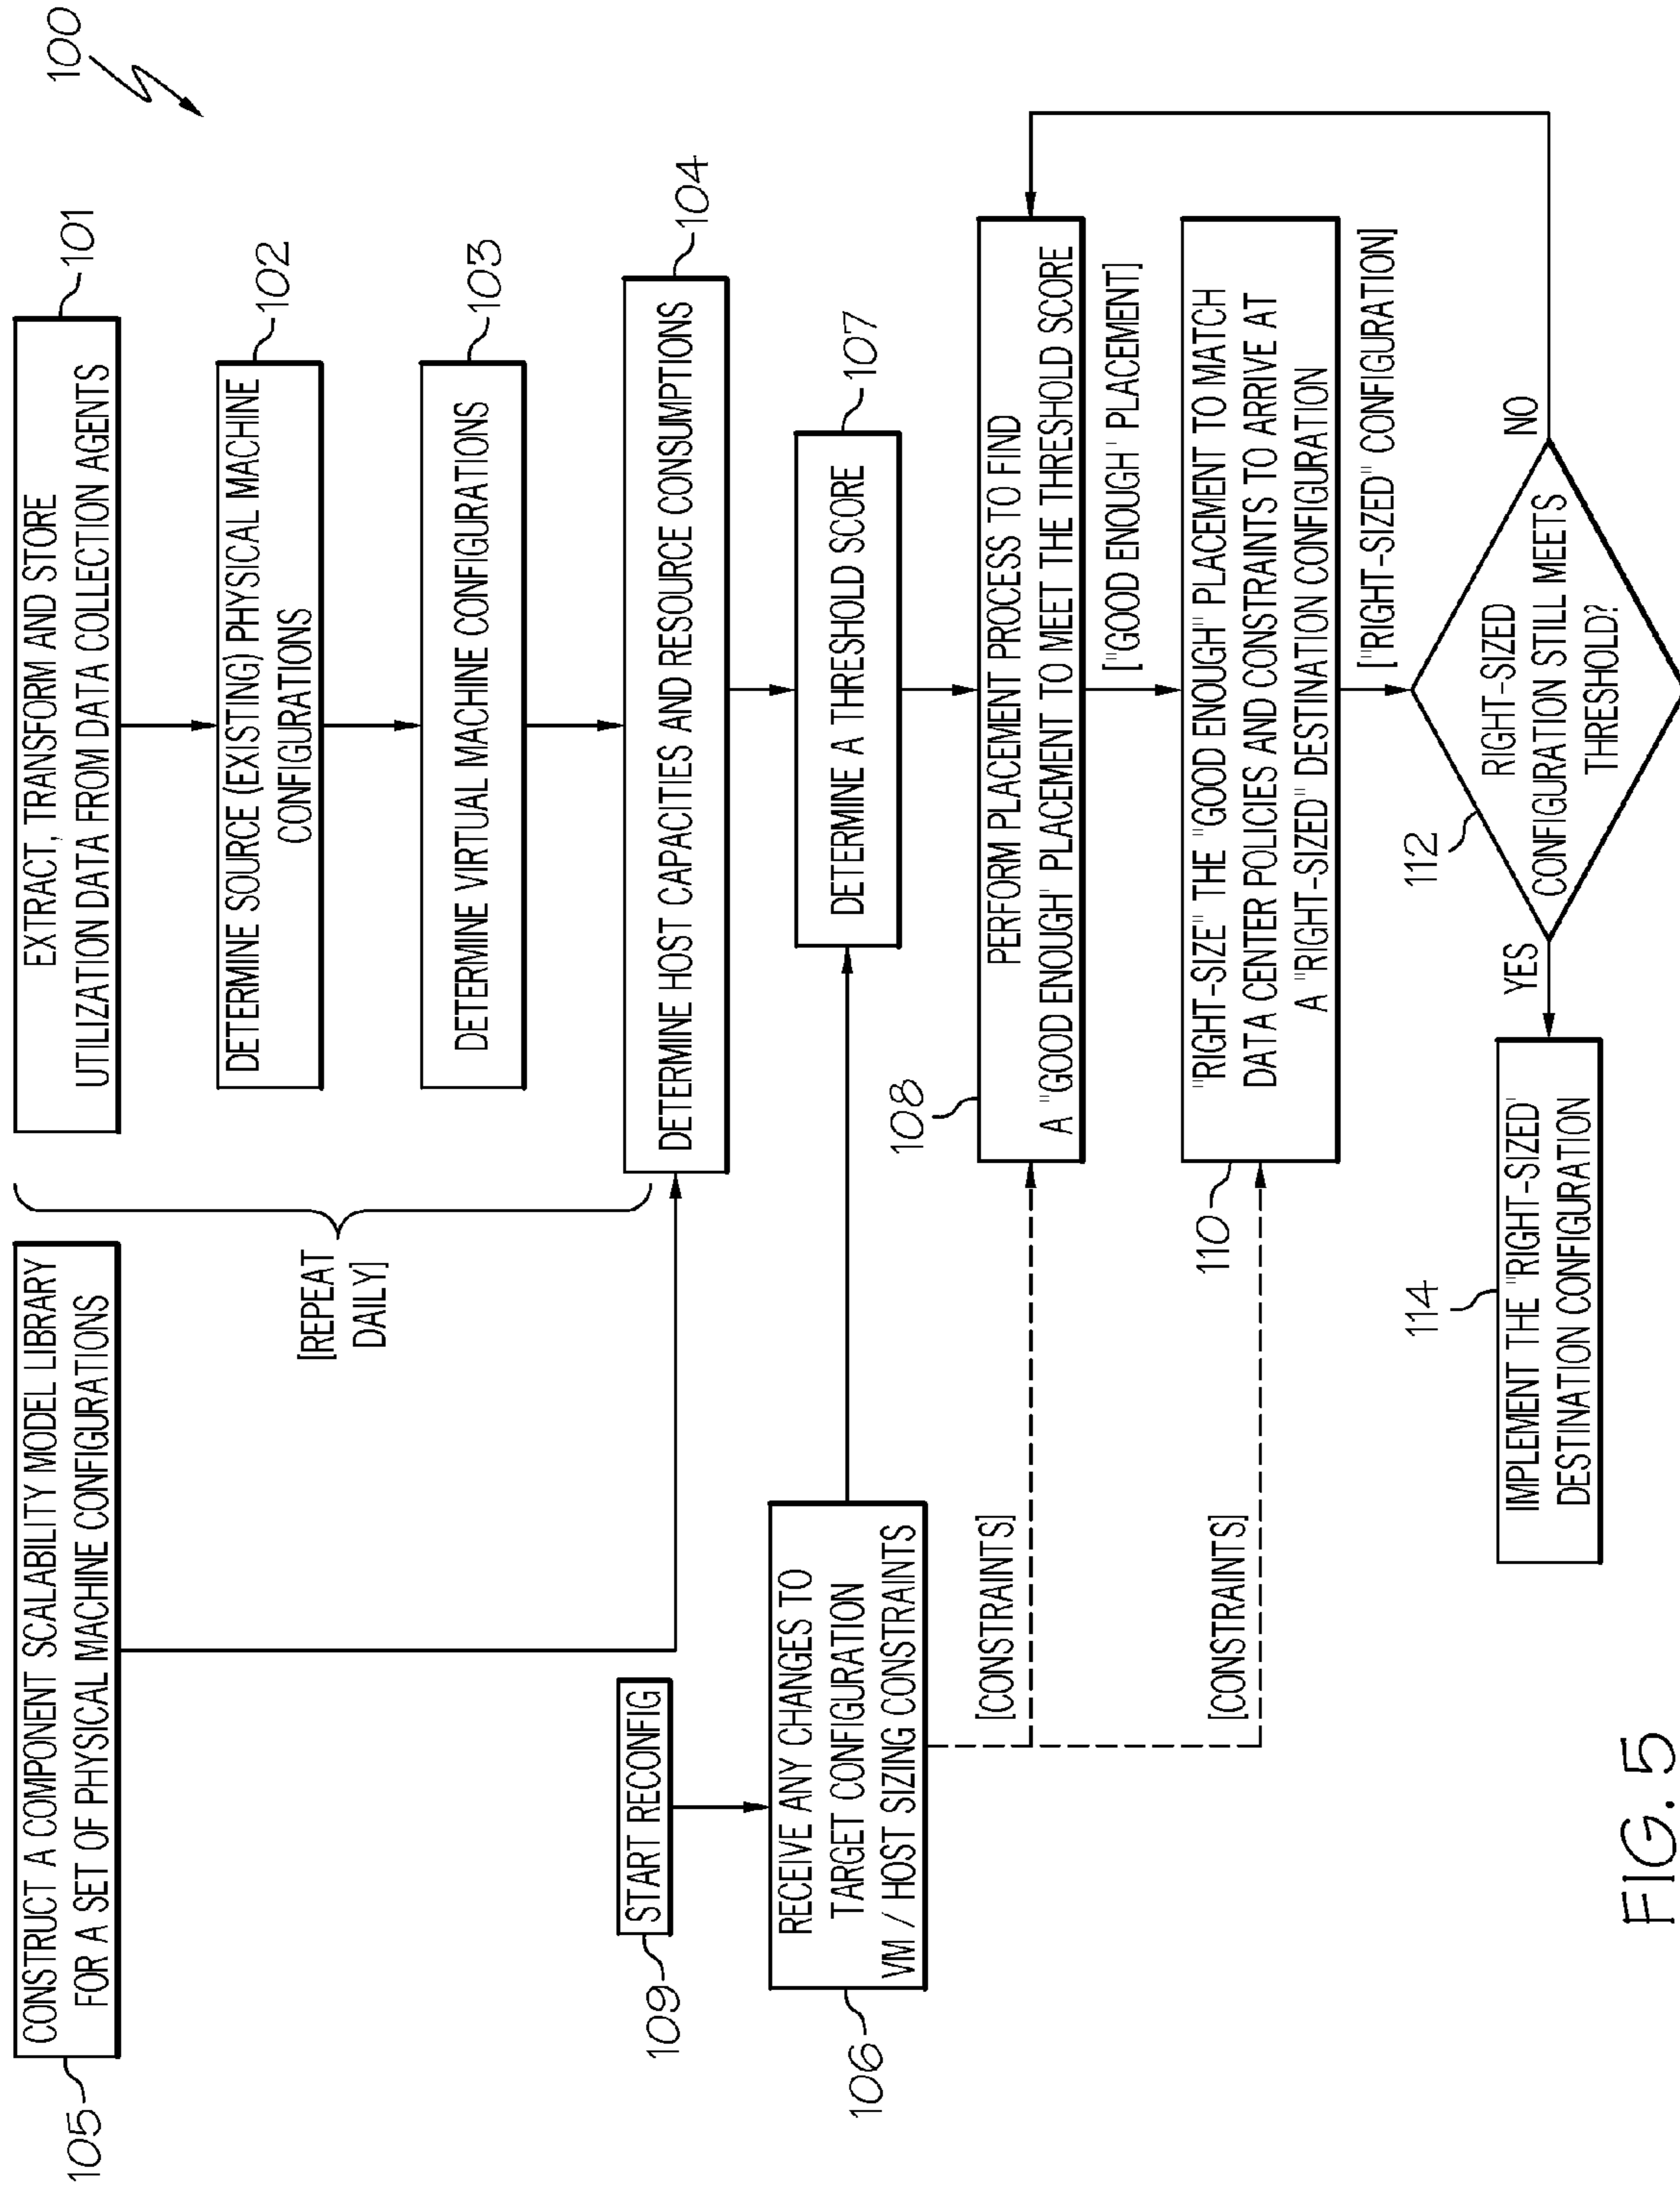 100
CONSTRUCT A COMPONENT SCALABILITY MODEL LIBRARY
FOR A SET OF PHYSICAL MACHINE CONFIGURATIONS
105
EXTRACT, TRANSFORM AND STORE
UTILIZATION DATA FROM DATA COLLECTION AGENTS
101
DETERMINE SOURCE (EXISTING) PHYSICAL MACHINE
CONFIGURATIONS
102
[REPEAT
DAILY]
DETERMINE VIRTUAL MACHINE CONFIGURATIONS
103
DETERMINE HOST CAPACITIES AND RESOURCE CONSUMPTIONS
104
START RECONFIG
109
RECEIVE ANY CHANGES TO
TARGET CONFIGURATION
VM / HOST SIZING CONSTRAINTS
106
DETERMINE A THRESHOLD SCORE
107
[CONSTRAINTS]
108
PERFORM PLACEMENT PROCESS TO FIND
A "GOOD ENOUGH" PLACEMENT TO MEET THE THRESHOLD SCORE
["GOOD ENOUGH" PLACEMENT]
[CONSTRAINTS]
110
"RIGHT-SIZE" THE "GOOD ENOUGH" PLACEMENT TO MATCH
DATA CENTER POLICIES AND CONSTRAINTS TO ARRIVE AT
A "RIGHT-SIZED" DESTINATION CONFIGURATION
["RIGHT-SIZED" CONFIGURATION]
112
RIGHT-SIZED
CONFIGURATION STILL MEETS
THRESHOLD?
YES
NO
114
IMPLEMENT THE "RIGHT-SIZED"
DESTINATION CONFIGURATION
FIG. 5